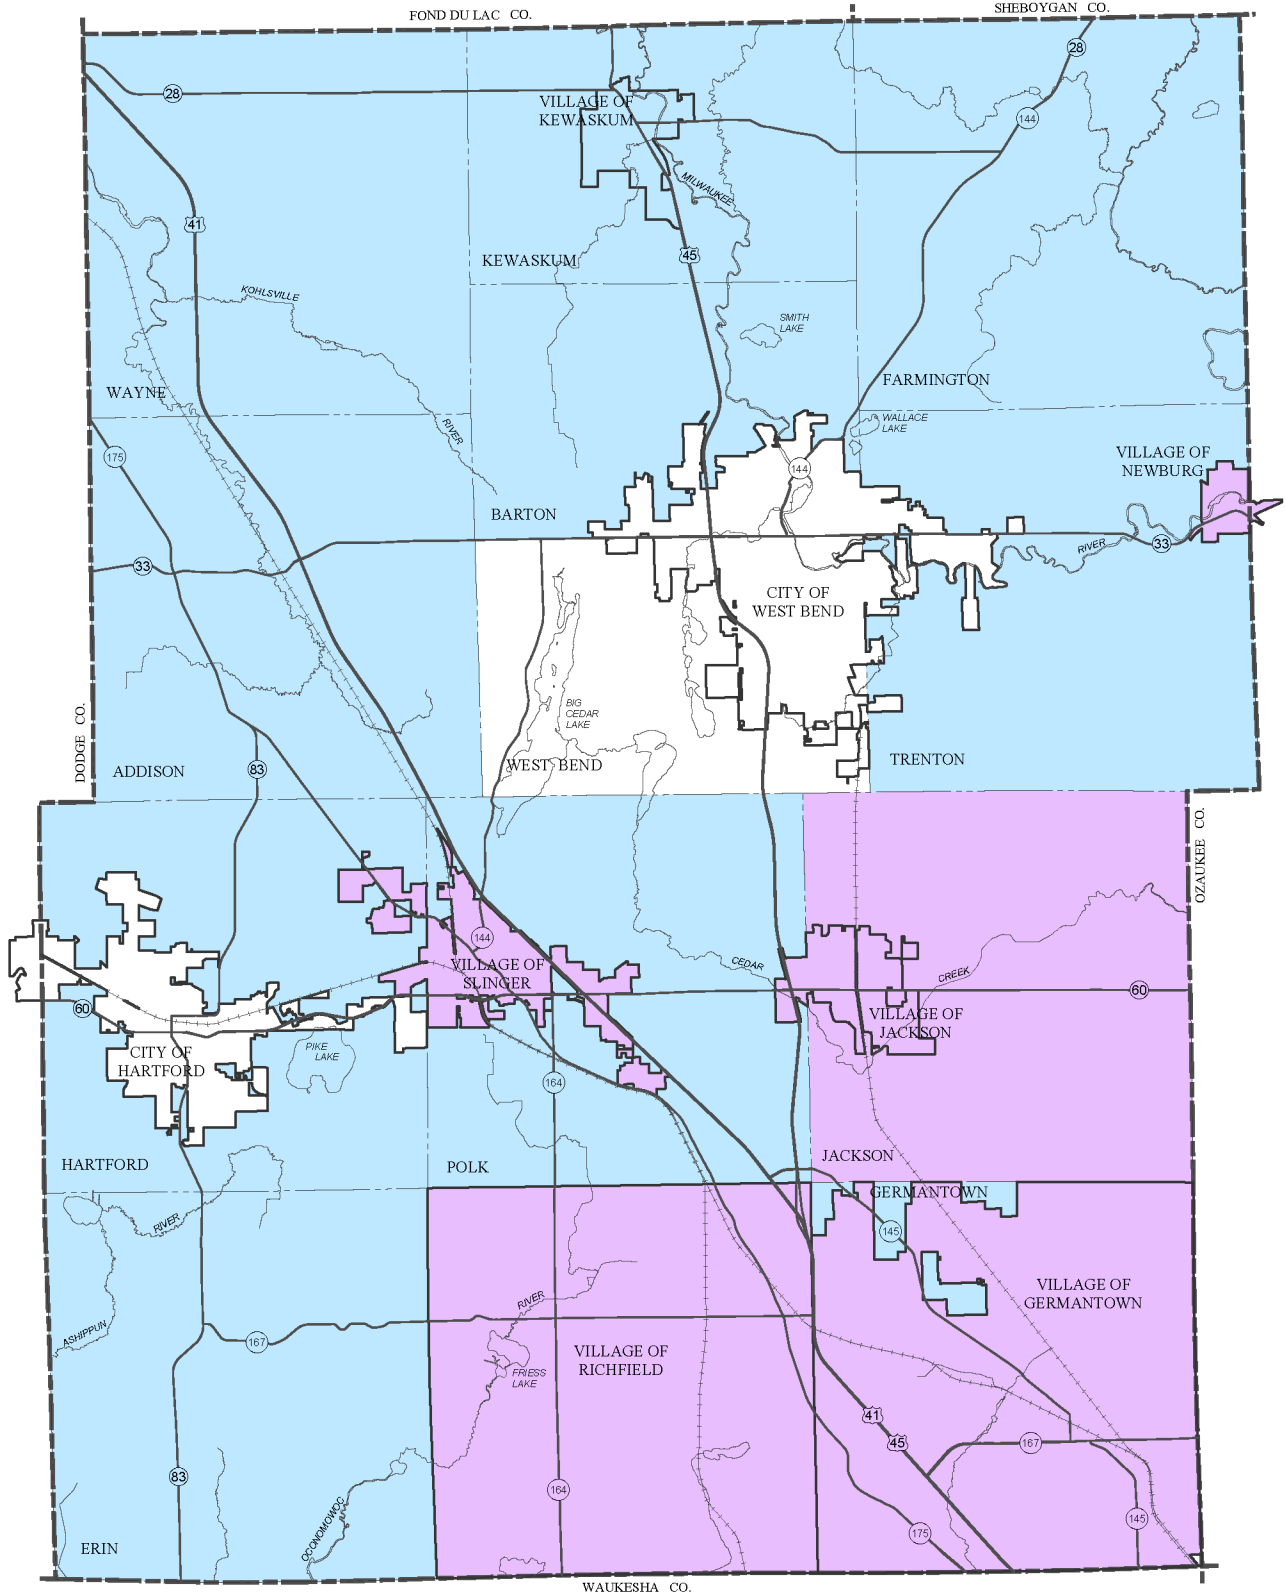 FOND DU LAC CO.
SHEBOYGAN CO.
28
28
VILLAGE OF
KEWASKUM
144
MILWAUKEE
41
45
KEWASKUM
KOHLSVILLE
SMITH
LAKE
WAYNE
FARMINGTON
RIVER
WALLACE
LAKE
175
144
VILLAGE OF
NEWBURG
BARTON
33
RIVER
33
CITY OF
WEST BEND
BIG
CEDAR
LAKE
DODGE CO.
ADDISON
83
WEST BEND
TRENTON
OZAUKEE CO.
144
VILLAGE OF
SLINGER
CEDAR
CREEK
60
60
VILLAGE OF
JACKSON
CITY OF
HARTFORD
PIKE
LAKE
164
HARTFORD
POLK
JACKSON
GERMANTOWN
RIVER
145
VILLAGE OF
GERMANTOWN
RIVER
ASHIPPUN
167
VILLAGE OF
RICHFIELD
FRIESS
LAKE
41
45
167
83
164
OCONOMOWOC
175
145
ERIN
WAUKESHA CO.